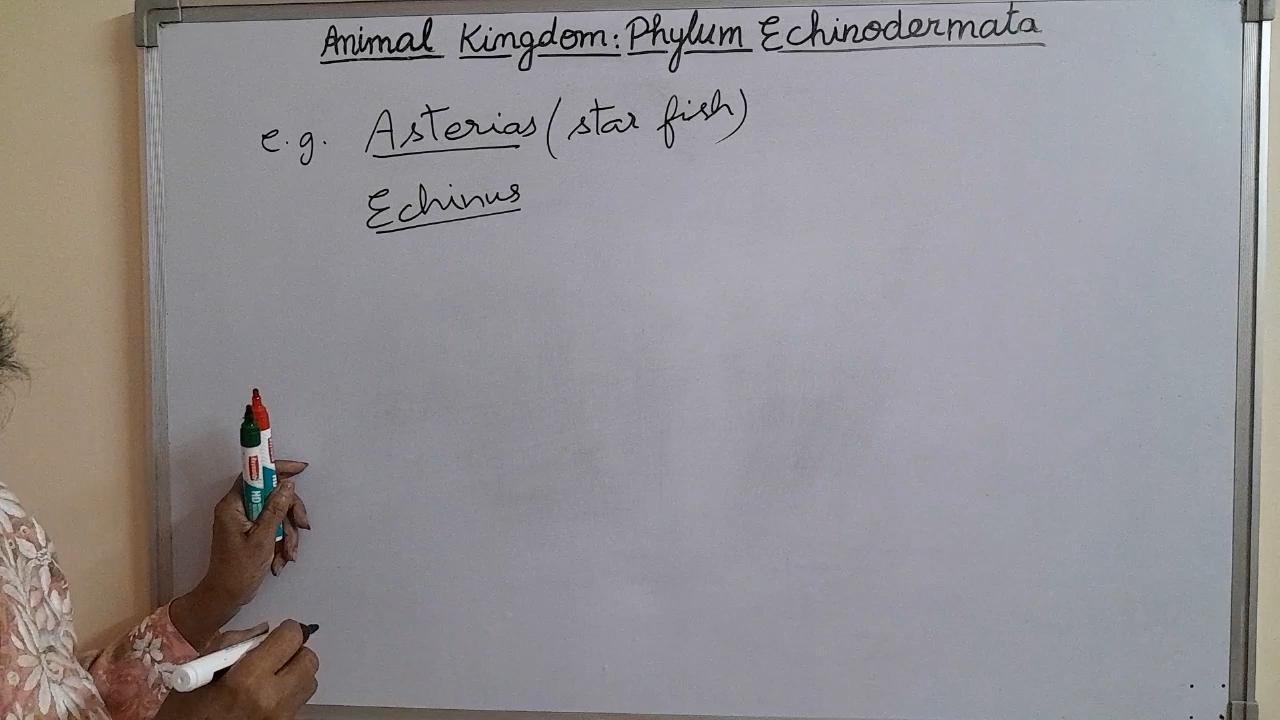 Animal Kingdom: Phylum Echinodermata
e.g. Asterias (star fish)
Echinus